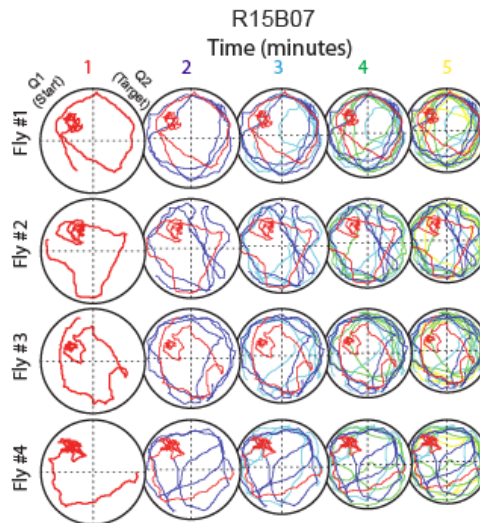 R15B07
Time (minutes)
Q1
(Start)
Q2
(Target)
1 2 3 4 5
Fly #1
Fly #2
Fly #3
Fly #4